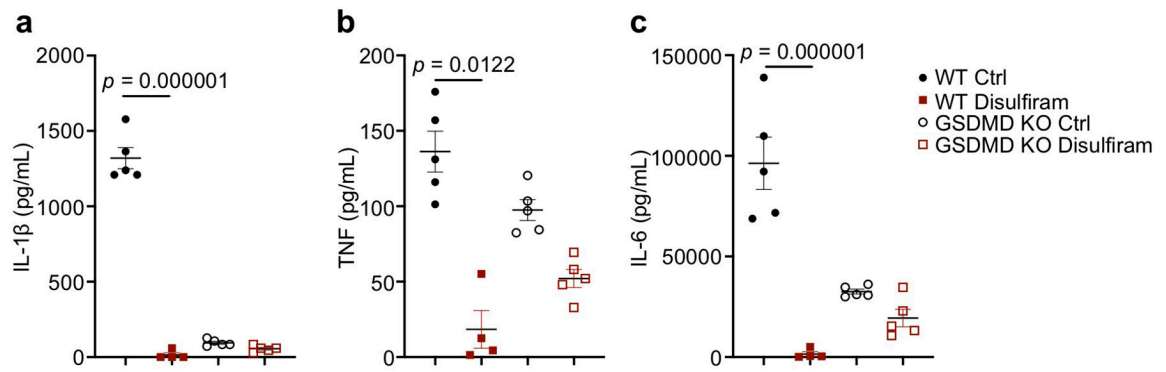 a
2000
1500
1000
500
0
IL-1β (pg/mL)
p = 0.000001
b
200
150
100
50
0
TNF (pg/mL)
p = 0.0122
c
150000
100000
50000
0
IL-6 (pg/mL)
p = 0.000001
WT Ctrl
WT Disulfiram
GSDMD KO Ctrl
GSDMD KO Disulfiram